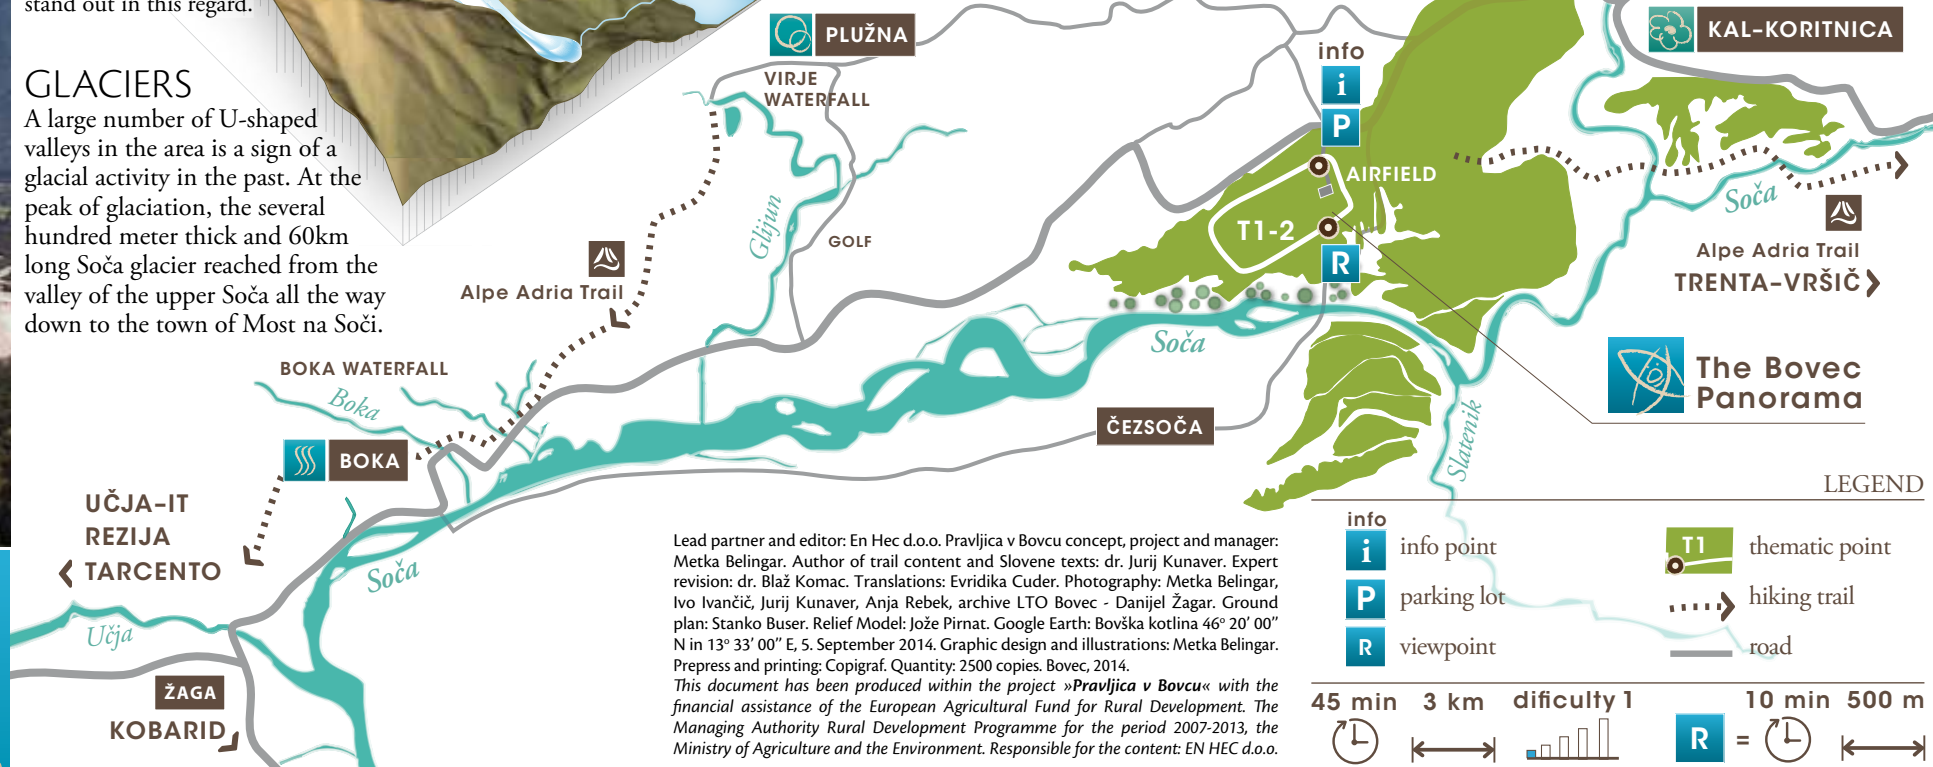 stand out in this regard.
GLACIERS
A large number of U-shaped
valleys in the area is a sign of a
glacial activity in the past. At the
peak of glaciation, the several
hundred meter thick and 60km
long Soča glacier reached from the
valley of the upper Soča all the way
down to the town of Most na Soči.
PLUŽNA
VIRJE
WATERFALL
Glijun
GOLF
Alpe Adria Trail
BOKA WATERFALL
Boka
BOKA
UČJA-IT
REZIJA
TARCENTO
Soča
Učja
ŽAGA
KOBARID
info
i
P
AIRFIELD
T1-2
R
Soča
ČEZSOČA
KAL-KORITNICA
Soča
Alpe Adria Trail
TRENTA-VRŠIČ
The Bovec
Panorama
Slatenik
Lead partner and editor: En Hec d.o.o. Pravljica v Bovcu concept, project and manager:
Metka Belingar. Author of trail content and Slovene texts: dr. Jurij Kunaver. Expert
revision: dr. Blaž Komac. Translations: Evridika Cuder. Photography: Metka Belingar,
Ivo Ivančič, Jurij Kunaver, Anja Rebek, archive LTO Bovec - Danijel Žagar. Ground
plan: Stanko Buser. Relief Model: Jože Pirnat. Google Earth: Bovška kotlina 46º 20' 00”
N in 13º 33' 00” E, 5. September 2014. Graphic design and illustrations: Metka Belingar.
Prepress and printing: Copigraf. Quantity: 2500 copies. Bovec, 2014.
This document has been produced within the project »Pravljica v Bovcu« with the
financial assistance of the European Agricultural Fund for Rural Development. The
Managing Authority Rural Development Programme for the period 2007-2013, the
Ministry of Agriculture and the Environment. Responsible for the content: EN HEC d.o.o.
LEGEND
info
i info point
P parking lot
R viewpoint
T1 thematic point
hiking trail
road
45 min 3 km dificulty 1
R = 10 min 500 m